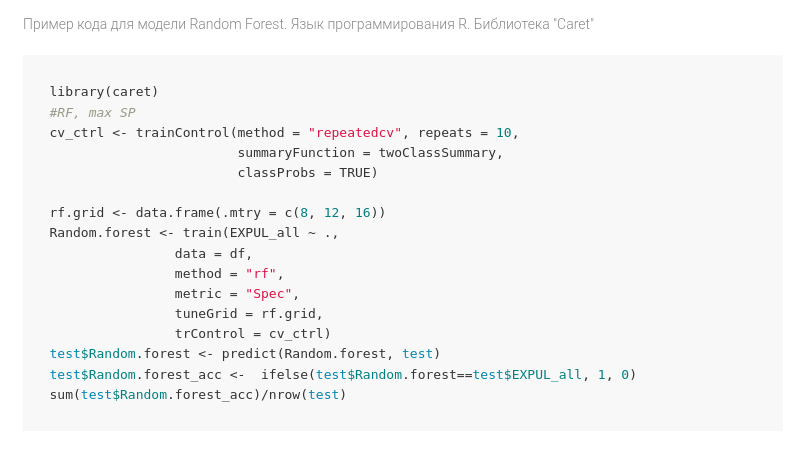 Пример кода для модели Random Forest. Язык программирования R. Библиотека "Caret"
library(caret)
#RF, max SP
cv_ctrl <- trainControl(method = "repeatedcv", repeats = 10,
                        summaryFunction = twoClassSummary,
                        classProbs = TRUE)
rf.grid <- data.frame(.mtry = c(8, 12, 16))
Random.forest <- train(EXPUL_all ~ .,
                data = df,
                method = "rf",
                metric = "Spec",
                tuneGrid = rf.grid,
                trControl = cv_ctrl)
test$Random.forest <- predict(Random.forest, test)
test$Random.forest_acc <-  ifelse(test$Random.forest==test$EXPUL_all, 1, 0)
sum(test$Random.forest_acc)/nrow(test)